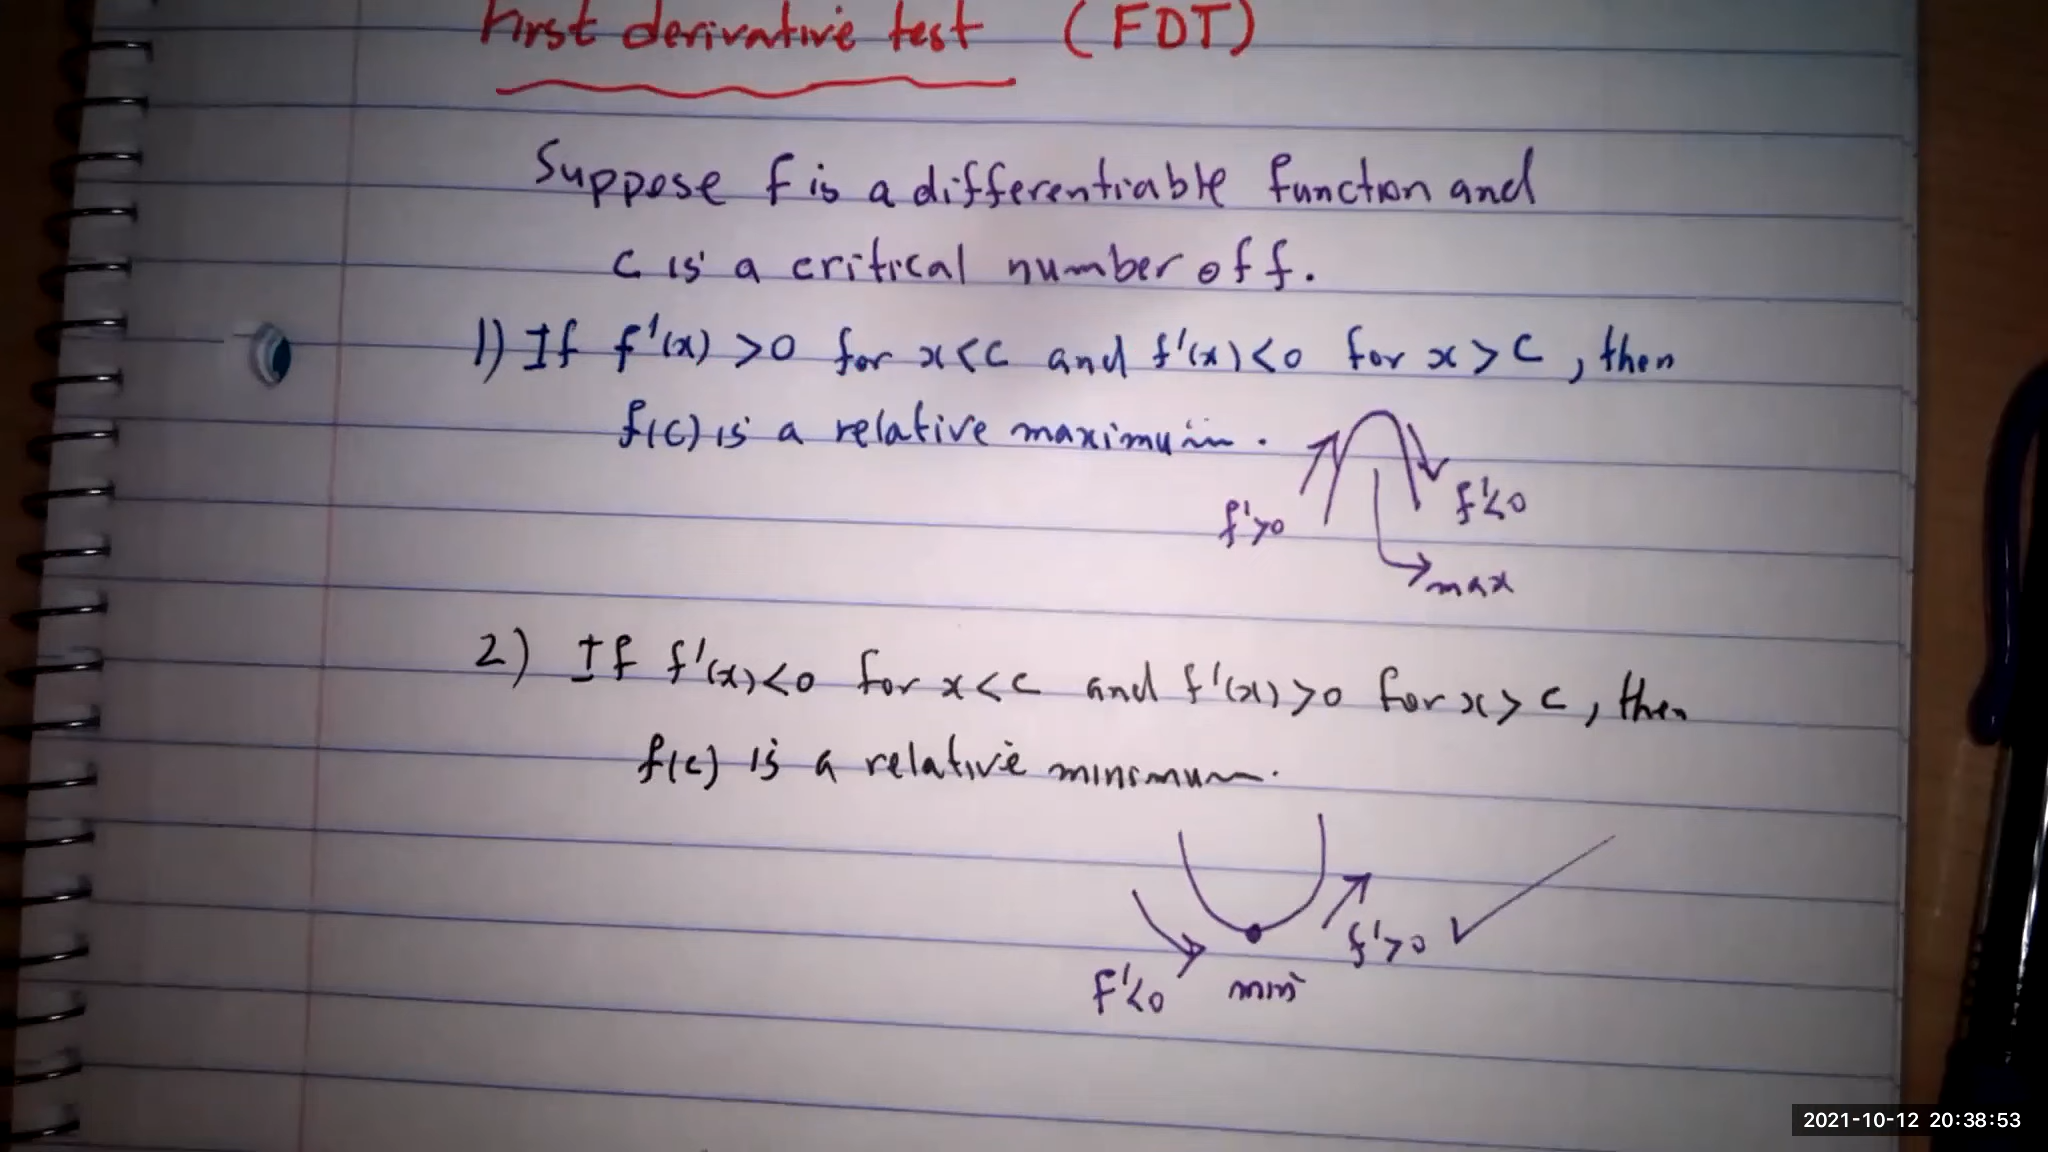 First derivative test (FDT)
Suppose f is a differentiable function and
c is a critical number of f.
1) If f'(x) > 0 for x < c and f'(x) < 0 for x > c, then
f(c) is a relative maximum.
f'>0
f'<0
max
2) If f'(x) < 0 for x < c and f'(x) > 0 for x > c, then
f(c) is a relative minimum.
f'>0
F'<0 min
2021-10-12 20:38:53